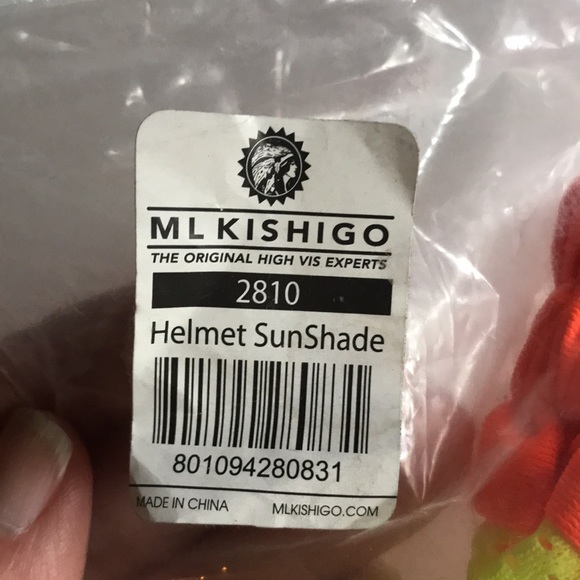 ML KISHIGO
THE ORIGINAL HIGH VIS EXPERTS
2810
Helmet SunShade
801094280831
MADE IN CHINA MLKISHIGO.COM